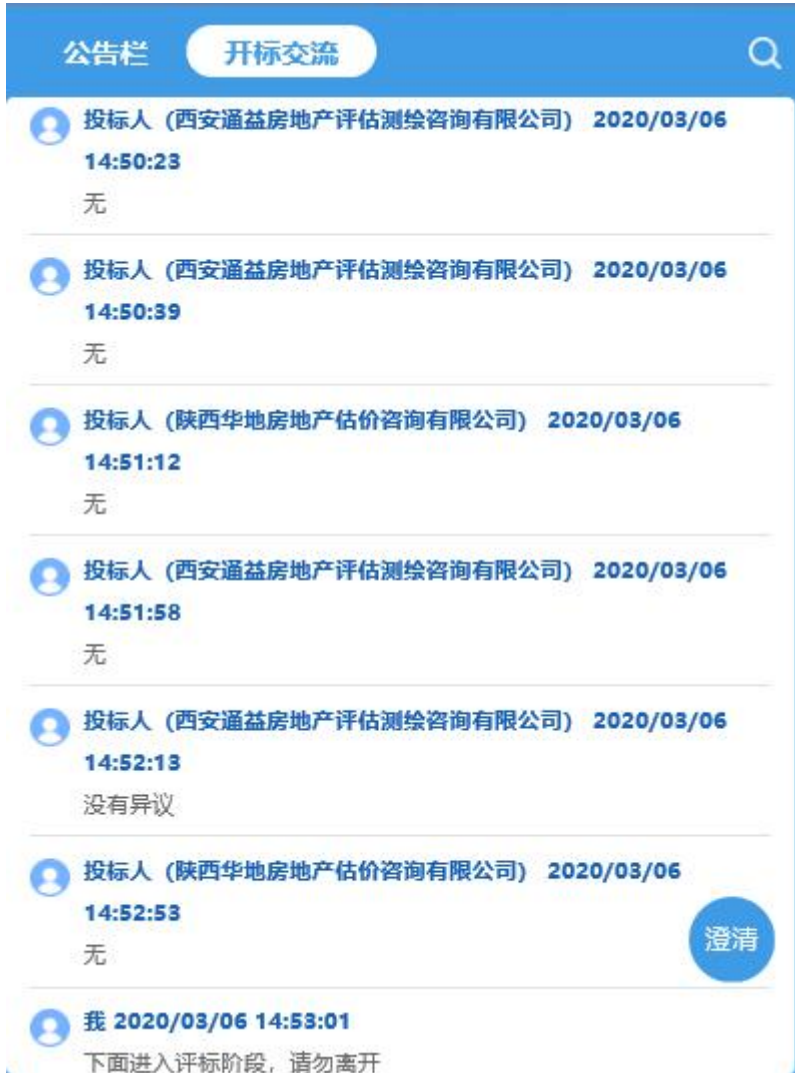 公告栏 开标交流
投标人 (西安通益房地产评估测绘咨询有限公司) 2020/03/06
14:50:23
无
投标人 (西安通益房地产评估测绘咨询有限公司) 2020/03/06
14:50:39
无
投标人 (陕西华地房地产估价咨询有限公司) 2020/03/06
14:51:12
无
投标人 (西安通益房地产评估测绘咨询有限公司) 2020/03/06
14:51:58
无
投标人 (西安通益房地产评估测绘咨询有限公司) 2020/03/06
14:52:13
没有异议
投标人 (陕西华地房地产估价咨询有限公司) 2020/03/06
14:52:53
无
澄清
我 2020/03/06 14:53:01
下面进入评标阶段，请勿离开